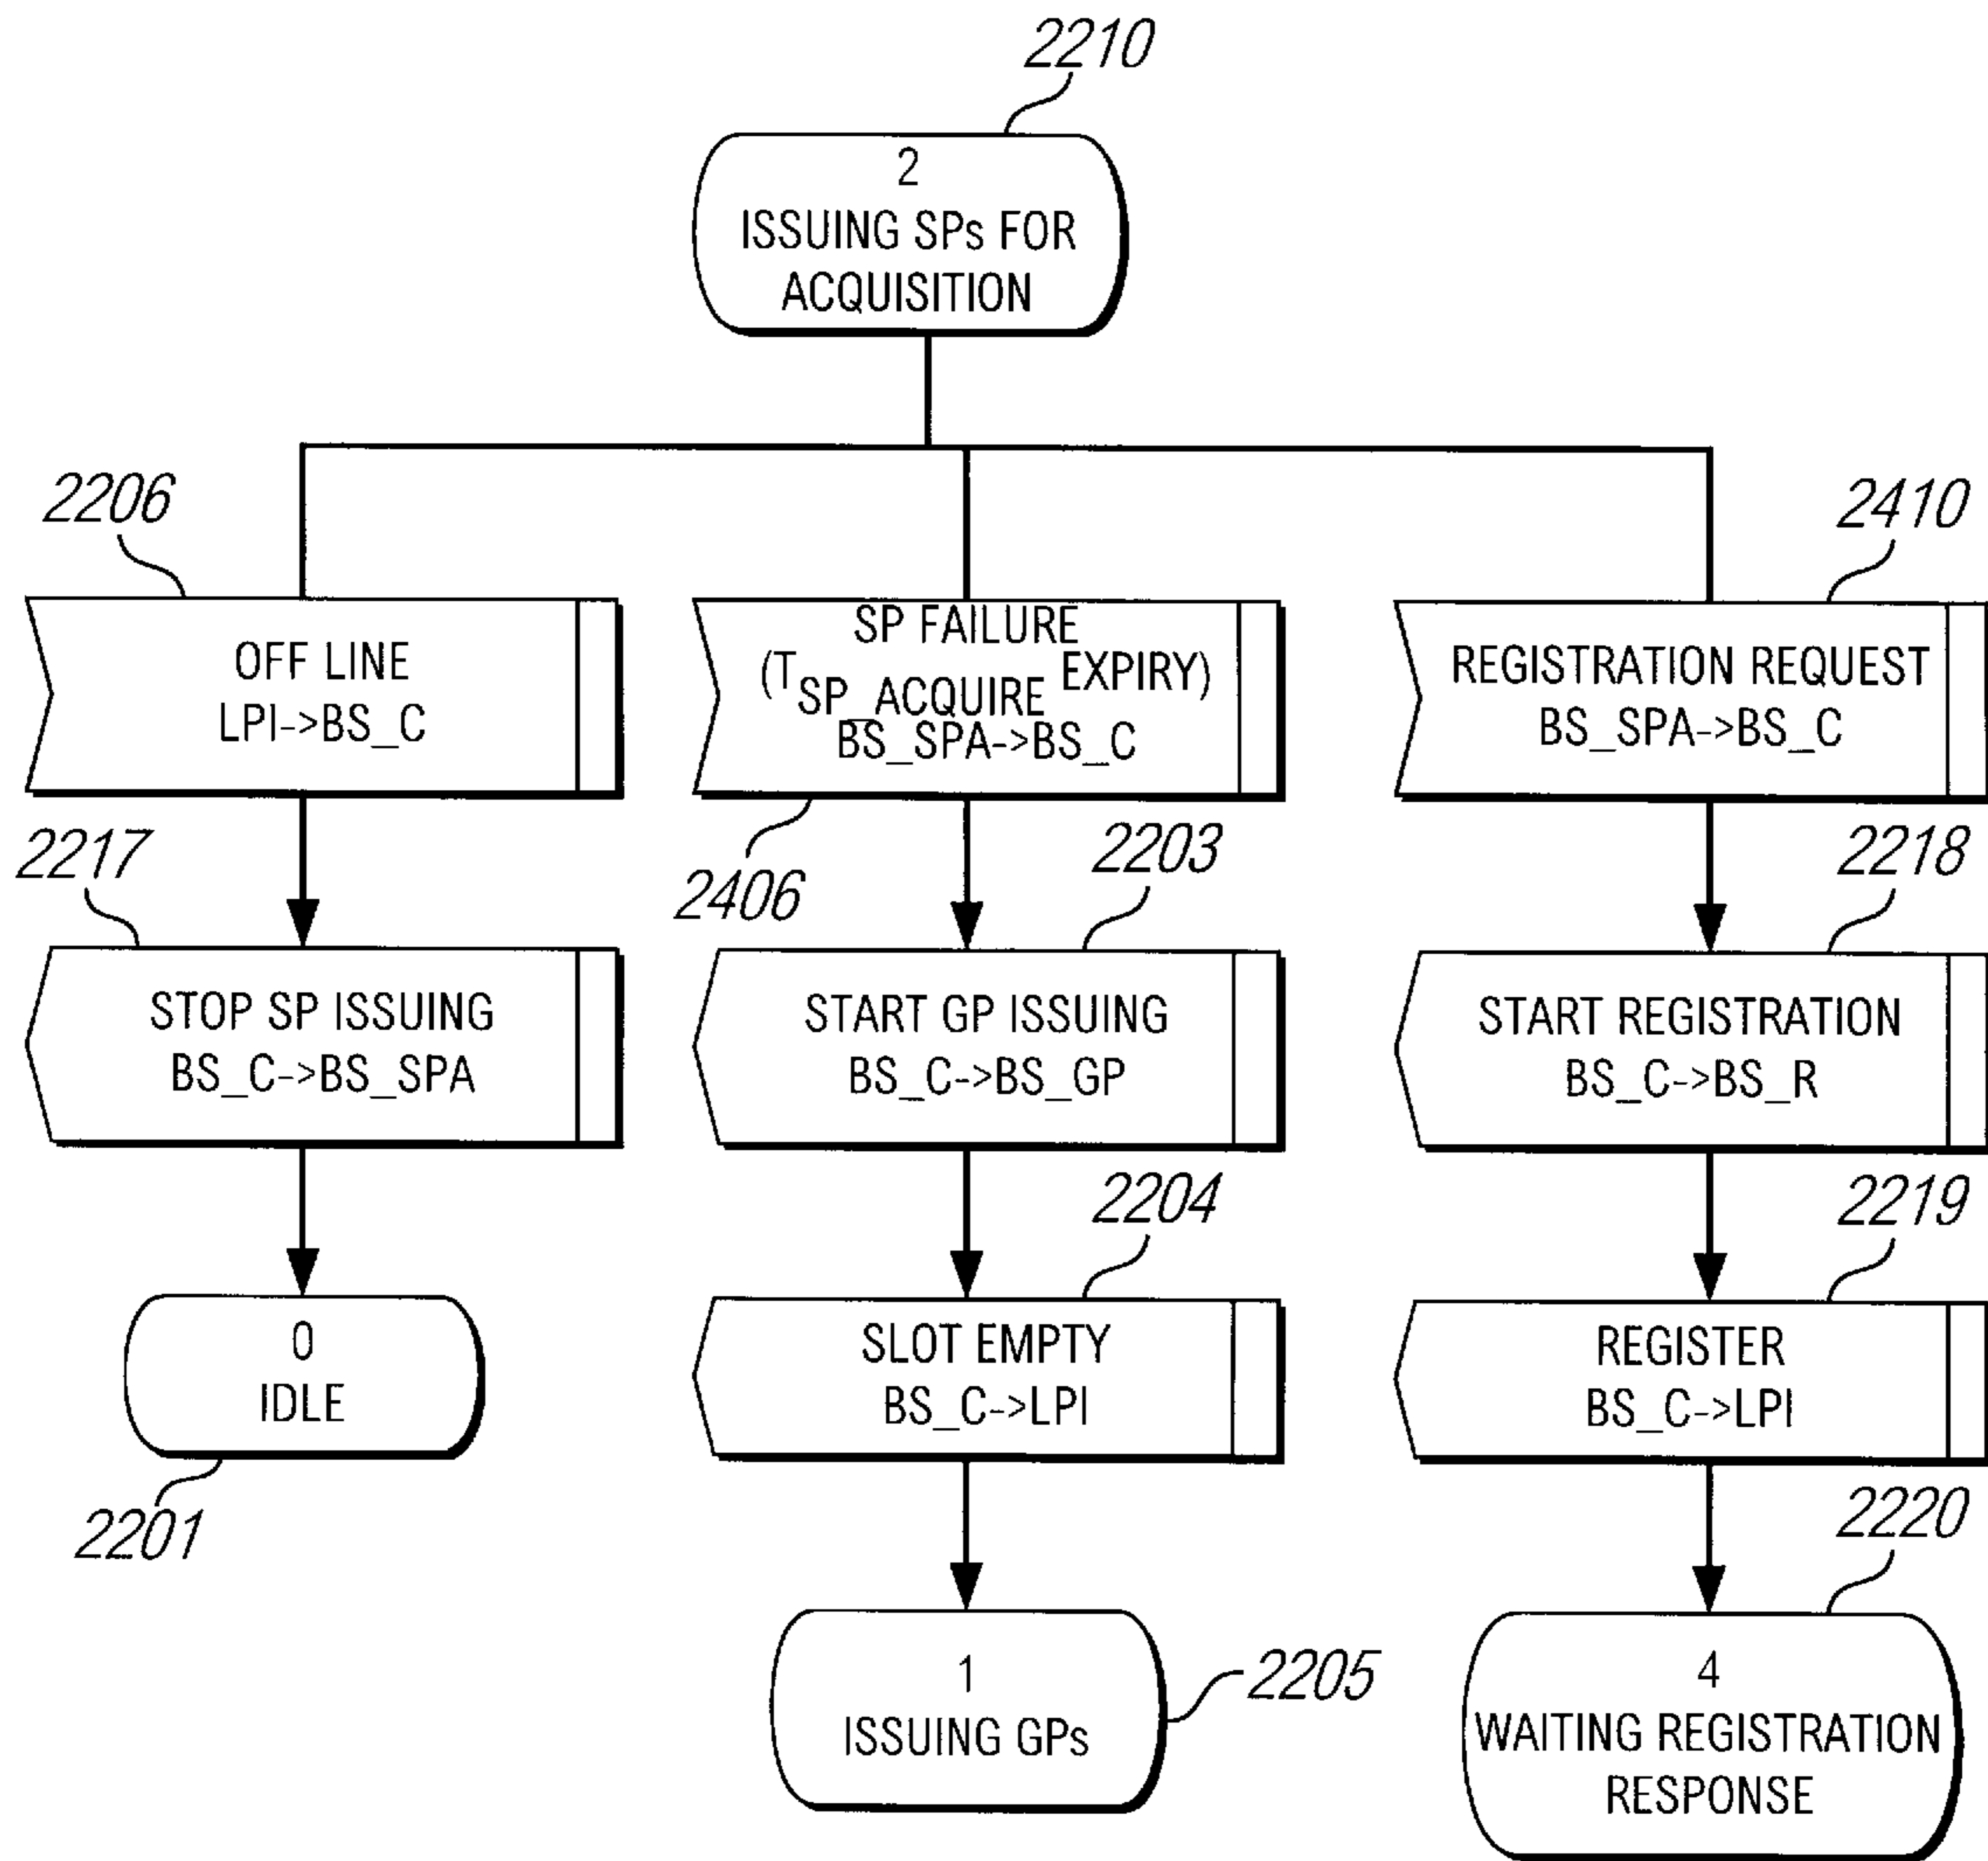 2210
2
ISSUING SPs FOR
ACQUISITION
2206
OFF LINE
LPI->BS_C
2217
STOP SP ISSUING
BS_C->BS_SPA
0
IDLE
2201
SP FAILURE
(T SP_ACQUIRE EXPIRY)
BS_SPA->BS_C
2406
2203
START GP ISSUING
BS_C->BS_GP
2204
SLOT EMPTY
BS_C->LPI
1
ISSUING GPs
2205
2410
REGISTRATION REQUEST
BS_SPA->BS_C
2218
START REGISTRATION
BS_C->BS_R
2219
REGISTER
BS_C->LPI
2220
4
WAITING REGISTRATION
RESPONSE